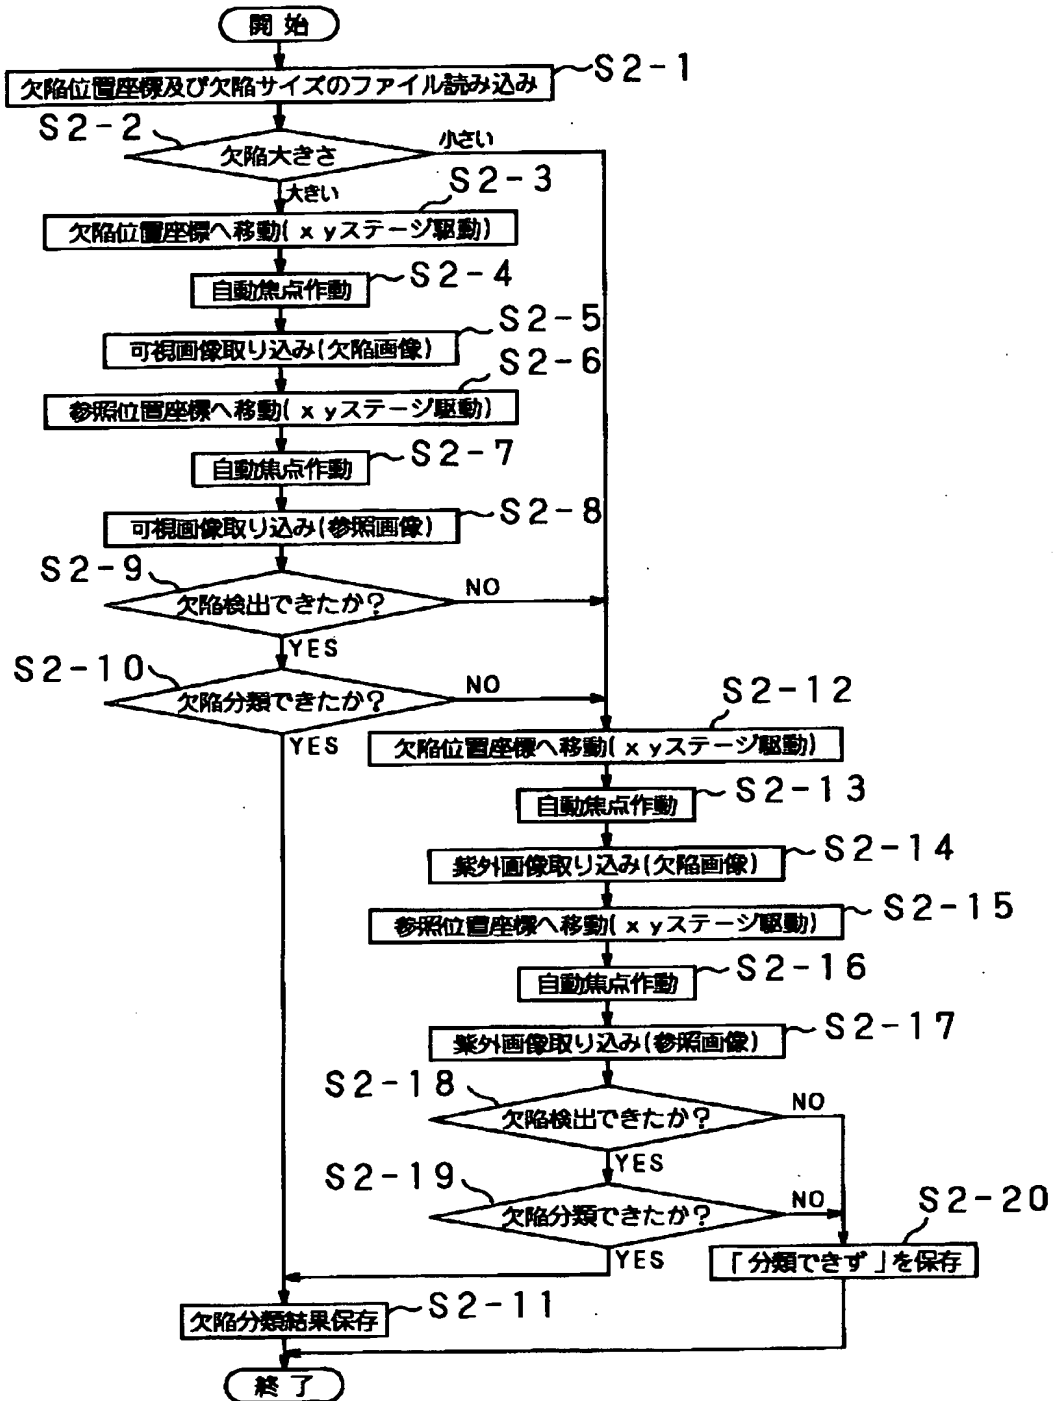 開始
欠陥位置座標及び欠陥サイズのファイル読み込み
S2-1
S2-2
欠陥大きさ
小さい
大きい
S2-3
欠陥位置座標へ移動(xyステージ駆動)
自動焦点作動
S2-4
S2-5
可視画像取り込み(欠陥画像)
S2-6
参照位置座標へ移動(xyステージ駆動)
S2-7
自動焦点作動
S2-8
可視画像取り込み(参照画像)
S2-9
欠陥検出できたか?
NO
YES
S2-10
欠陥分類できたか?
NO
YES
S2-12
欠陥位置座標へ移動(xyステージ駆動)
S2-13
自動焦点作動
S2-14
紫外画像取り込み(欠陥画像)
S2-15
参照位置座標へ移動(xyステージ駆動)
S2-16
自動焦点作動
S2-17
紫外画像取り込み(参照画像)
S2-18
欠陥検出できたか?
NO
YES
S2-19
欠陥分類できたか?
NO
YES
S2-20
「分類できず」を保存
S2-11
欠陥分類結果保存
終了